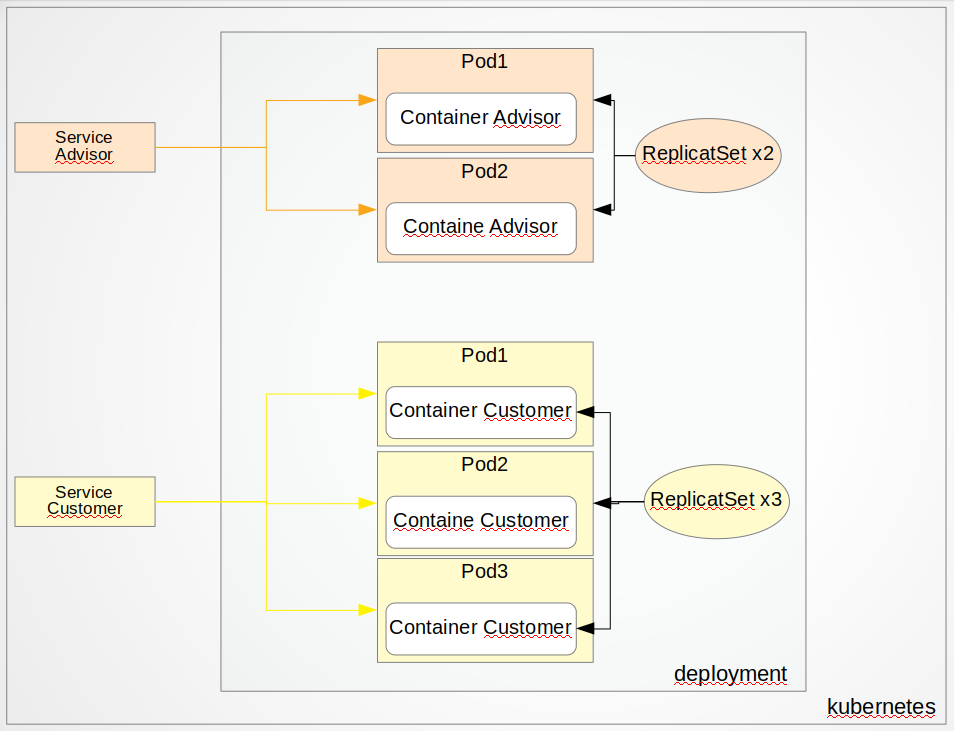 Service
Advisor
Pod1
Container Advisor
Pod2
Containe Advisor
ReplicatSet x2
Service
Customer
Pod1
Container Customer
Pod2
Containe Customer
Pod3
Container Customer
ReplicatSet x3
deployment
kubernetes